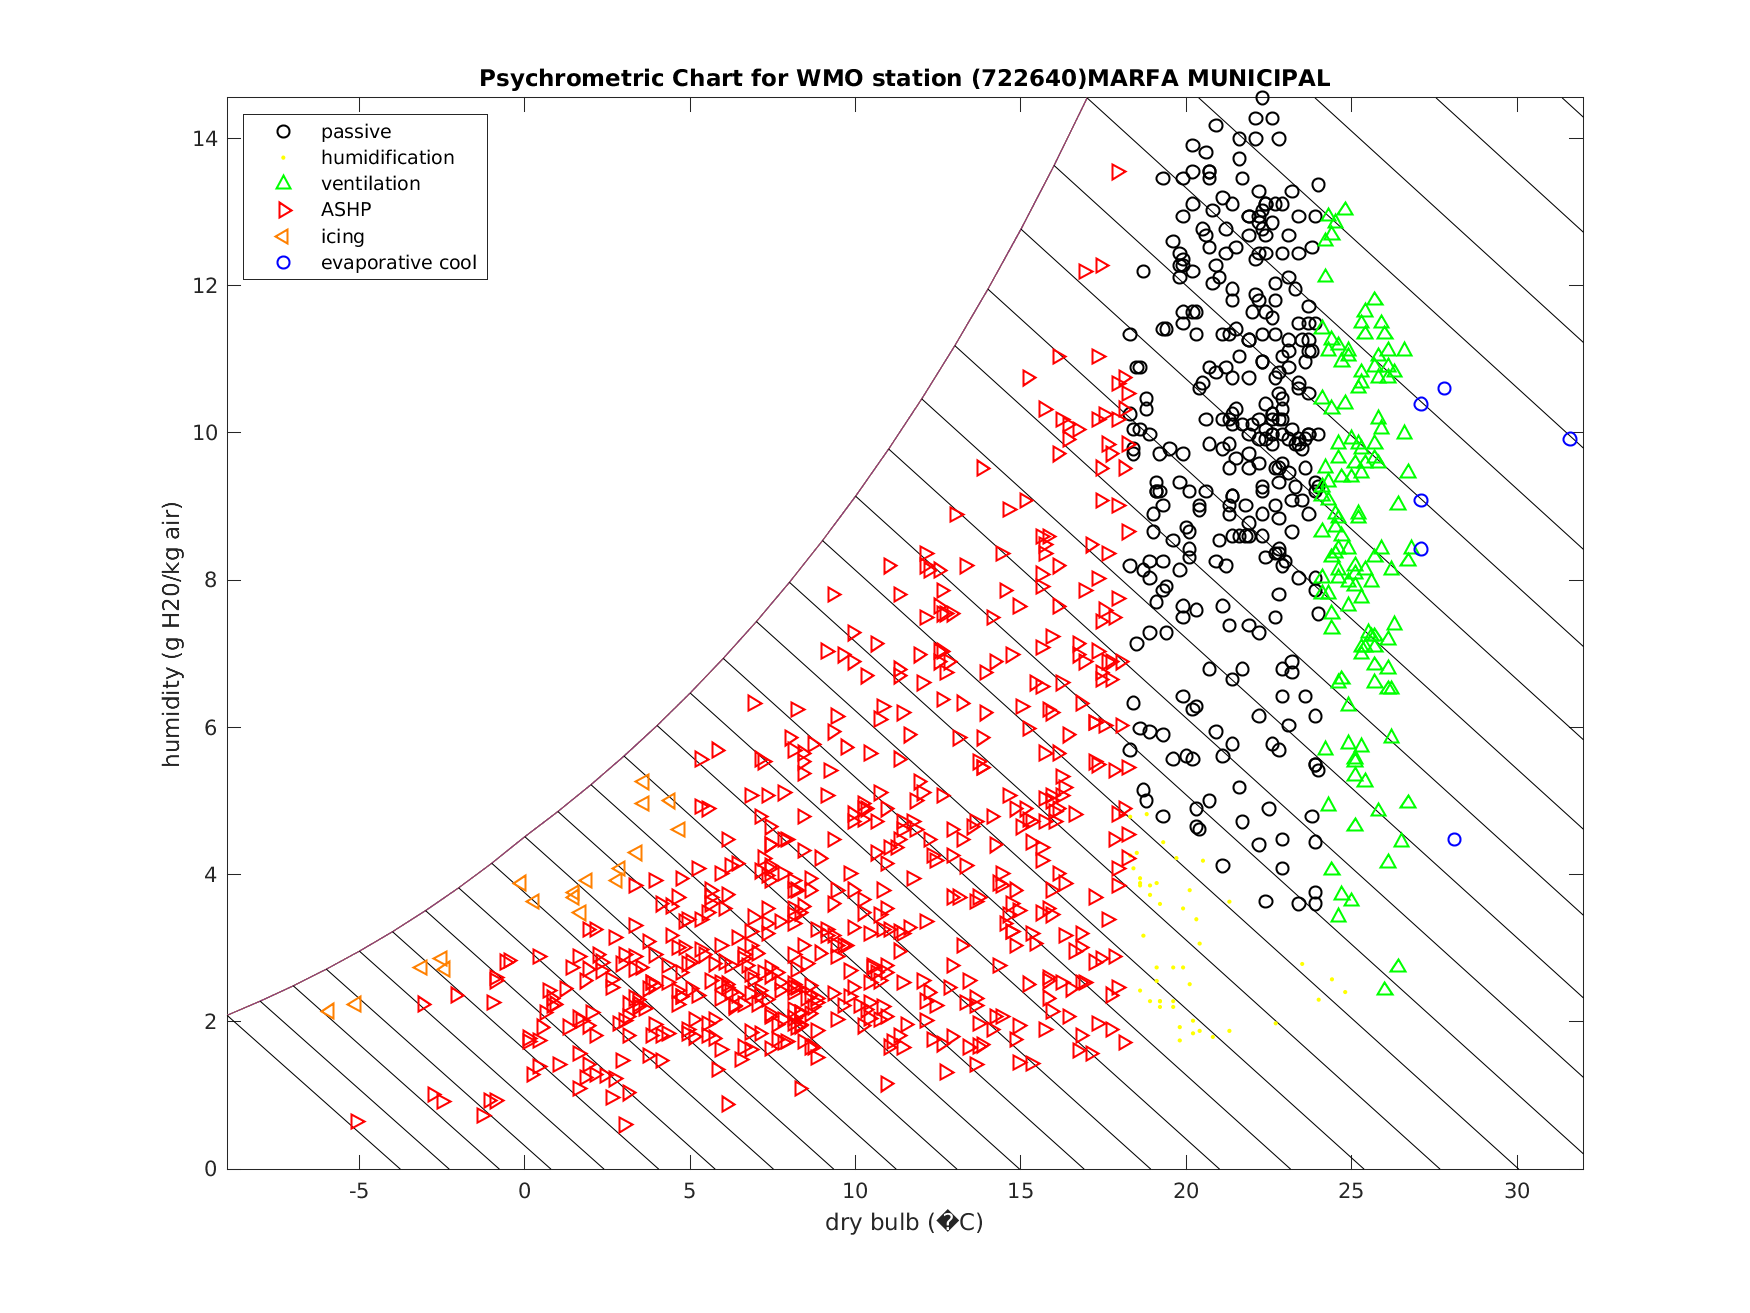 Psychrometric Chart for WMO station (722640)MARFA MUNICIPAL
passive
humidification
ventilation
ASHP
icing
evaporative cool
humidity (g H20/kg air)
14
12
10
8
6
4
2
0
-5 0 5 10 15 20 25 30
dry bulb (�C)